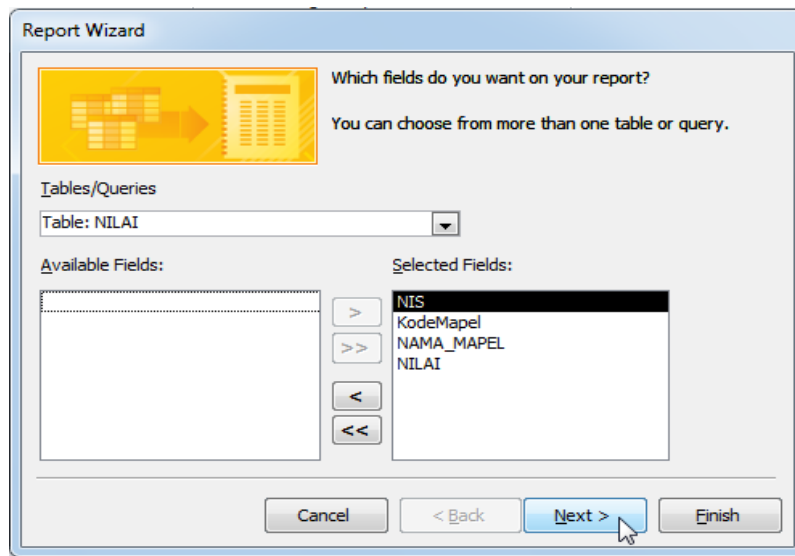 Report Wizard
Which fields do you want on your report?
You can choose from more than one table or query.
Tables/Queries
Table: NILAI
Available Fields:
Selected Fields:
NIS
KodeMapel
NAMA_MAPEL
NILAI
>
>>
<
<<
Cancel
< Back
Next >
Finish